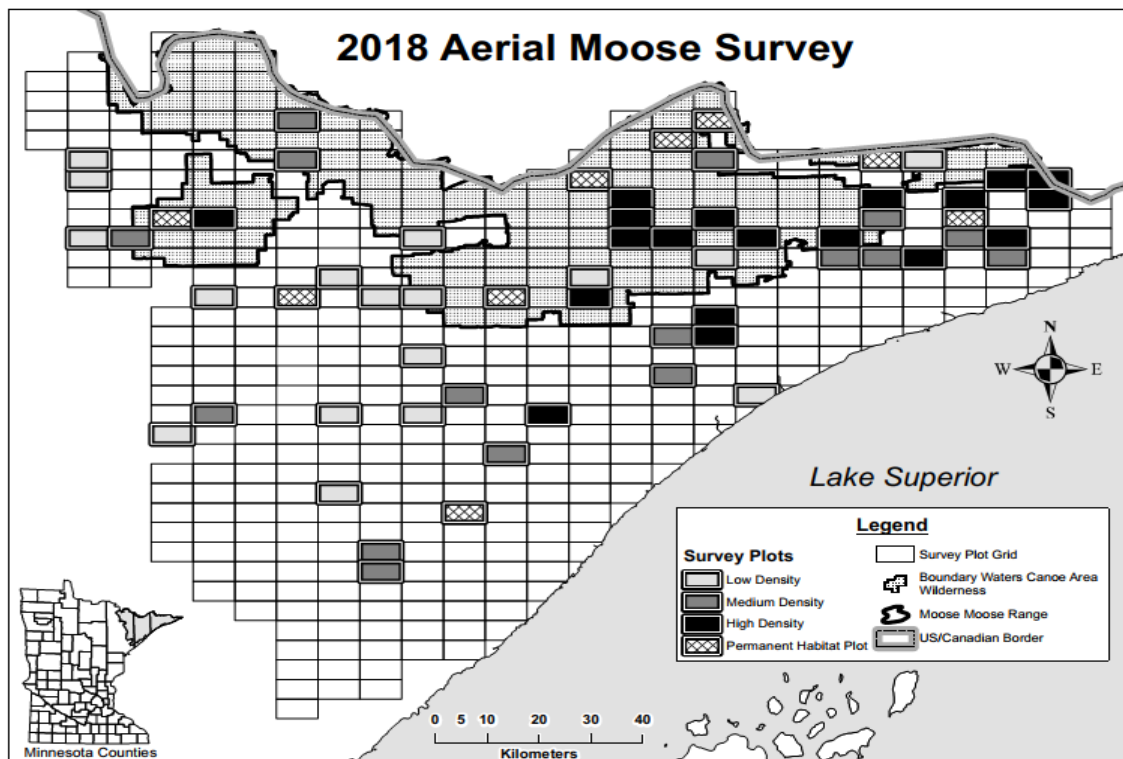 2018 Aerial Moose Survey
N
W E
S
Lake Superior
Legend
Survey Plots
Low Density
Medium Density
High Density
Permanent Habitat Plot
Survey Plot Grid
Boundary Waters Canoe Area
Wilderness
Moose Moose Range
US/Canadian Border
Minnesota Counties
0 5 10 20 30 40
Kilometers